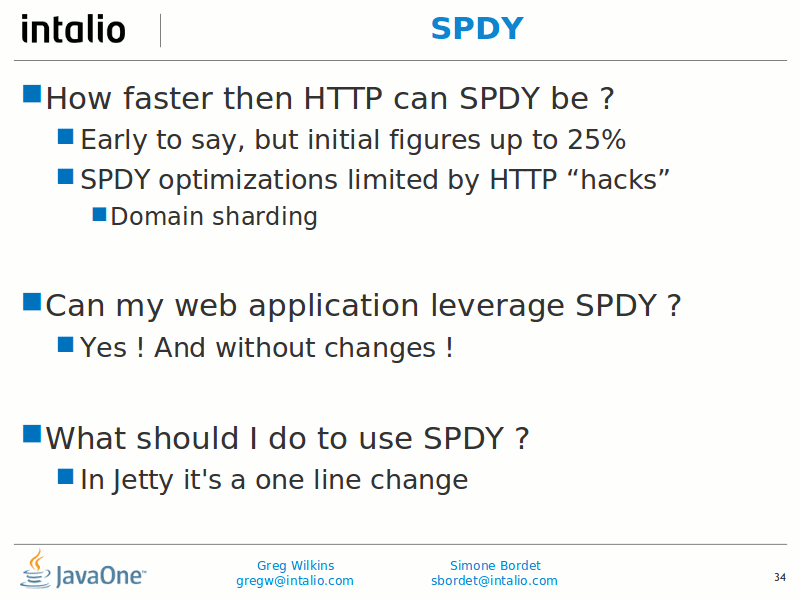 intalio
SPDY
How faster then HTTP can SPDY be ?
Early to say, but initial figures up to 25%
SPDY optimizations limited by HTTP “hacks”
Domain sharding
Can my web application leverage SPDY ?
Yes ! And without changes !
What should I do to use SPDY ?
In Jetty it's a one line change
JavaOne™
Greg Wilkins
gregw@intalio.com
Simone Bordet
sbordet@intalio.com
34